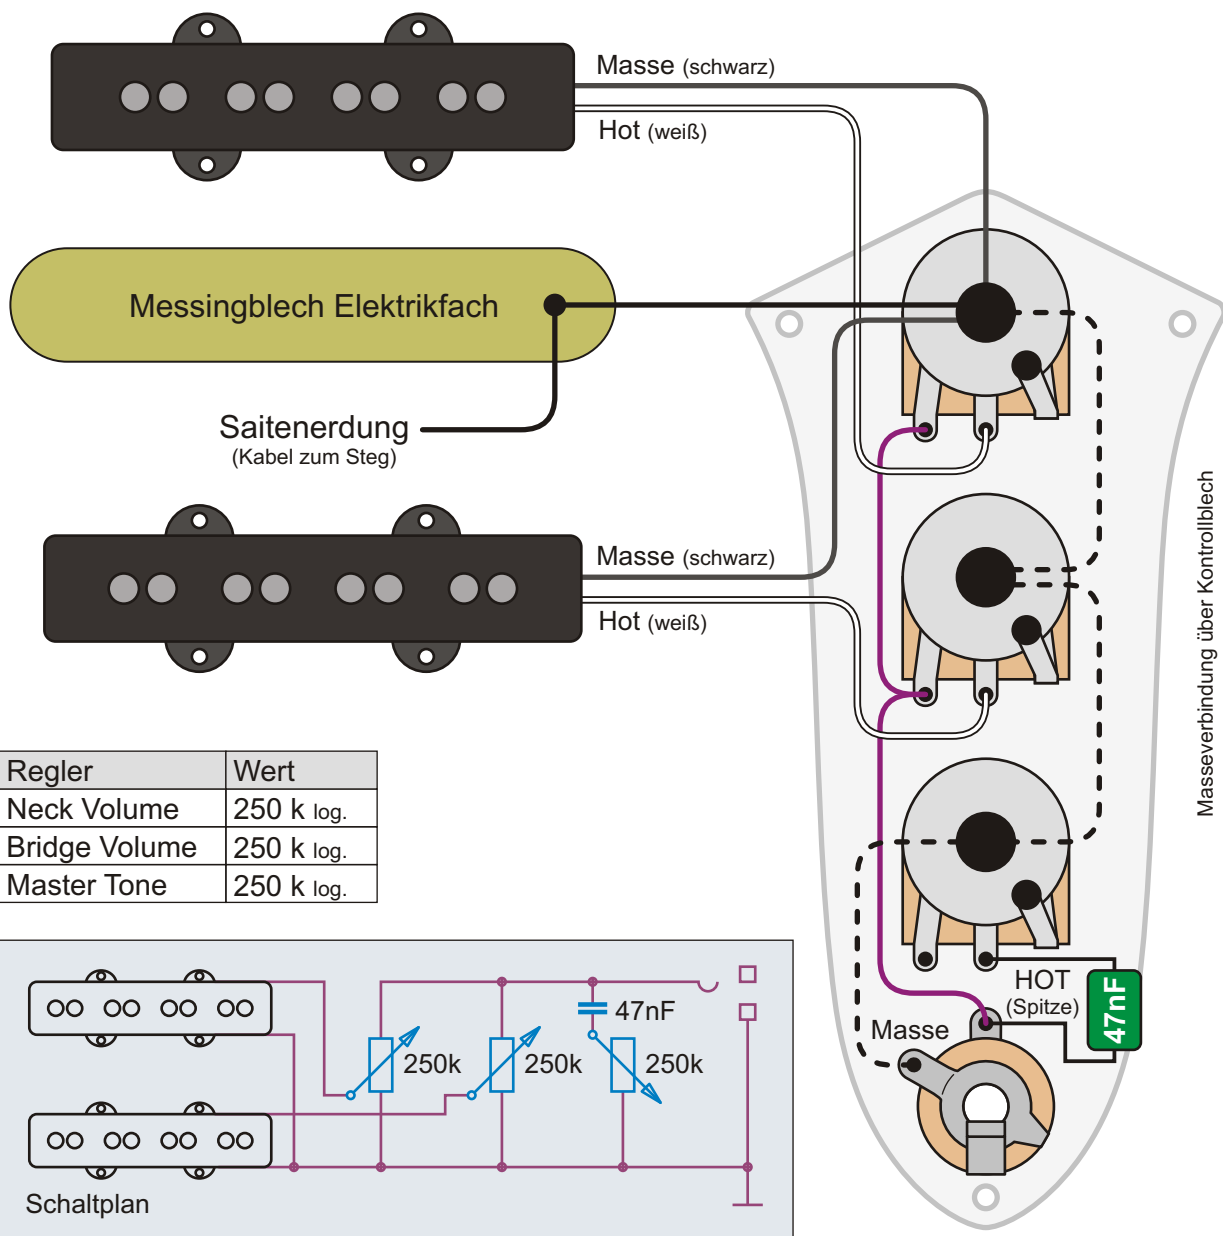 Masse (schwarz)
Hot (weiß)
Messingblech Elektrikfach
Saitenerdung
(Kabel zum Steg)
Masse (schwarz)
Hot (weiß)
Masseverbindung über Kontrollblech
Regler Wert
Neck Volume 250 k log.
Bridge Volume 250 k log.
Master Tone 250 k log.
HOT
(Spitze)
47nF
Masse
47nF
250k 250k 250k
Schaltplan